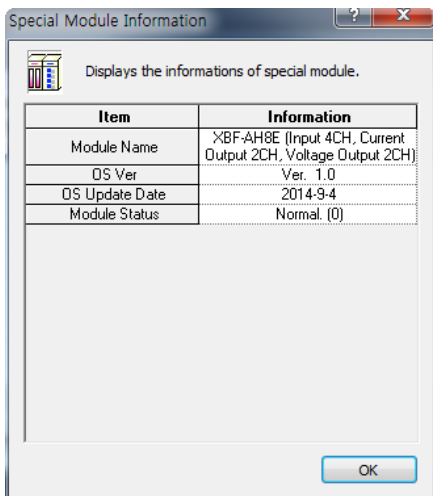 Special Module Information
Displays the informations of special module.
Item Information
Module Name XBF-AH8E (Input 4CH, Current
Output 2CH, Voltage Output 2CH)
OS Ver Ver. 1.0
OS Update Date 2014-9-4
Module Status Normal. (0)
OK